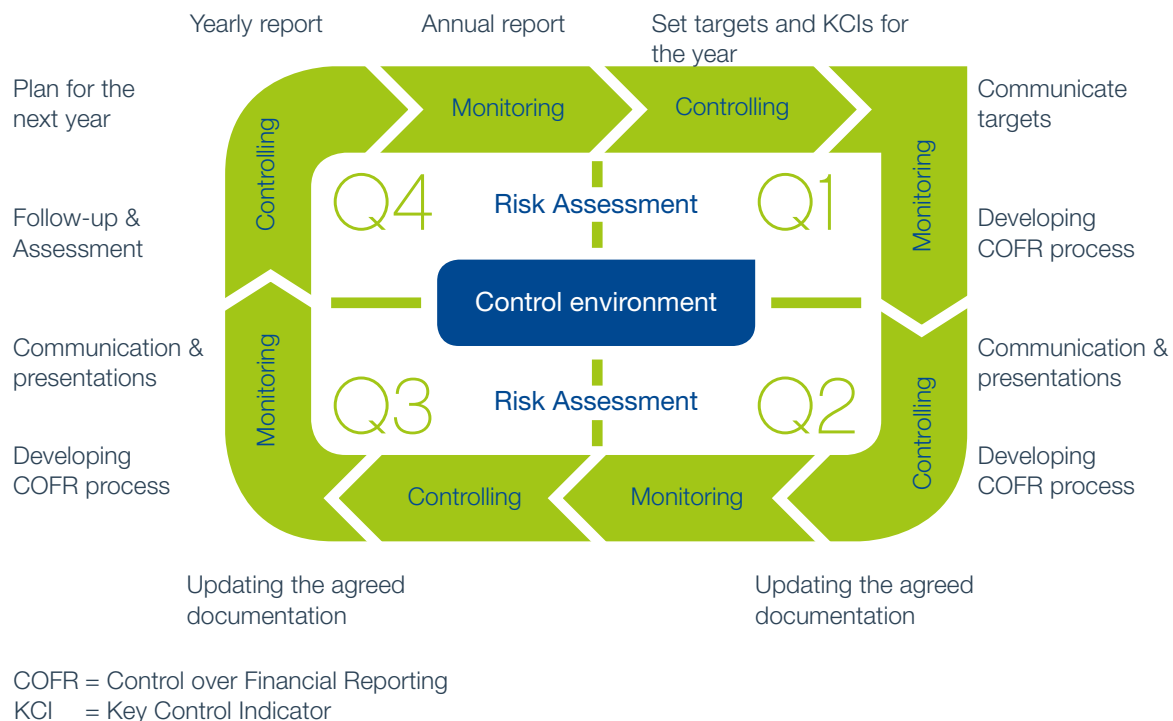 Yearly report
Annual report
Set targets and KCIs for
the year
Plan for the
next year
Controlling
Monitoring
Controlling
Communicate
targets
Q4
Risk Assessment
Q1
Monitoring
Follow-up &
Assessment
Developing
COFR process
Control environment
Communication &
presentations
Monitoring
Q3
Risk Assessment
Q2
Controlling
Communication &
presentations
Developing
COFR process
Controlling
Monitoring
Developing
COFR process
Updating the agreed
documentation
Updating the agreed
documentation
COFR = Control over Financial Reporting
KCI = Key Control Indicator